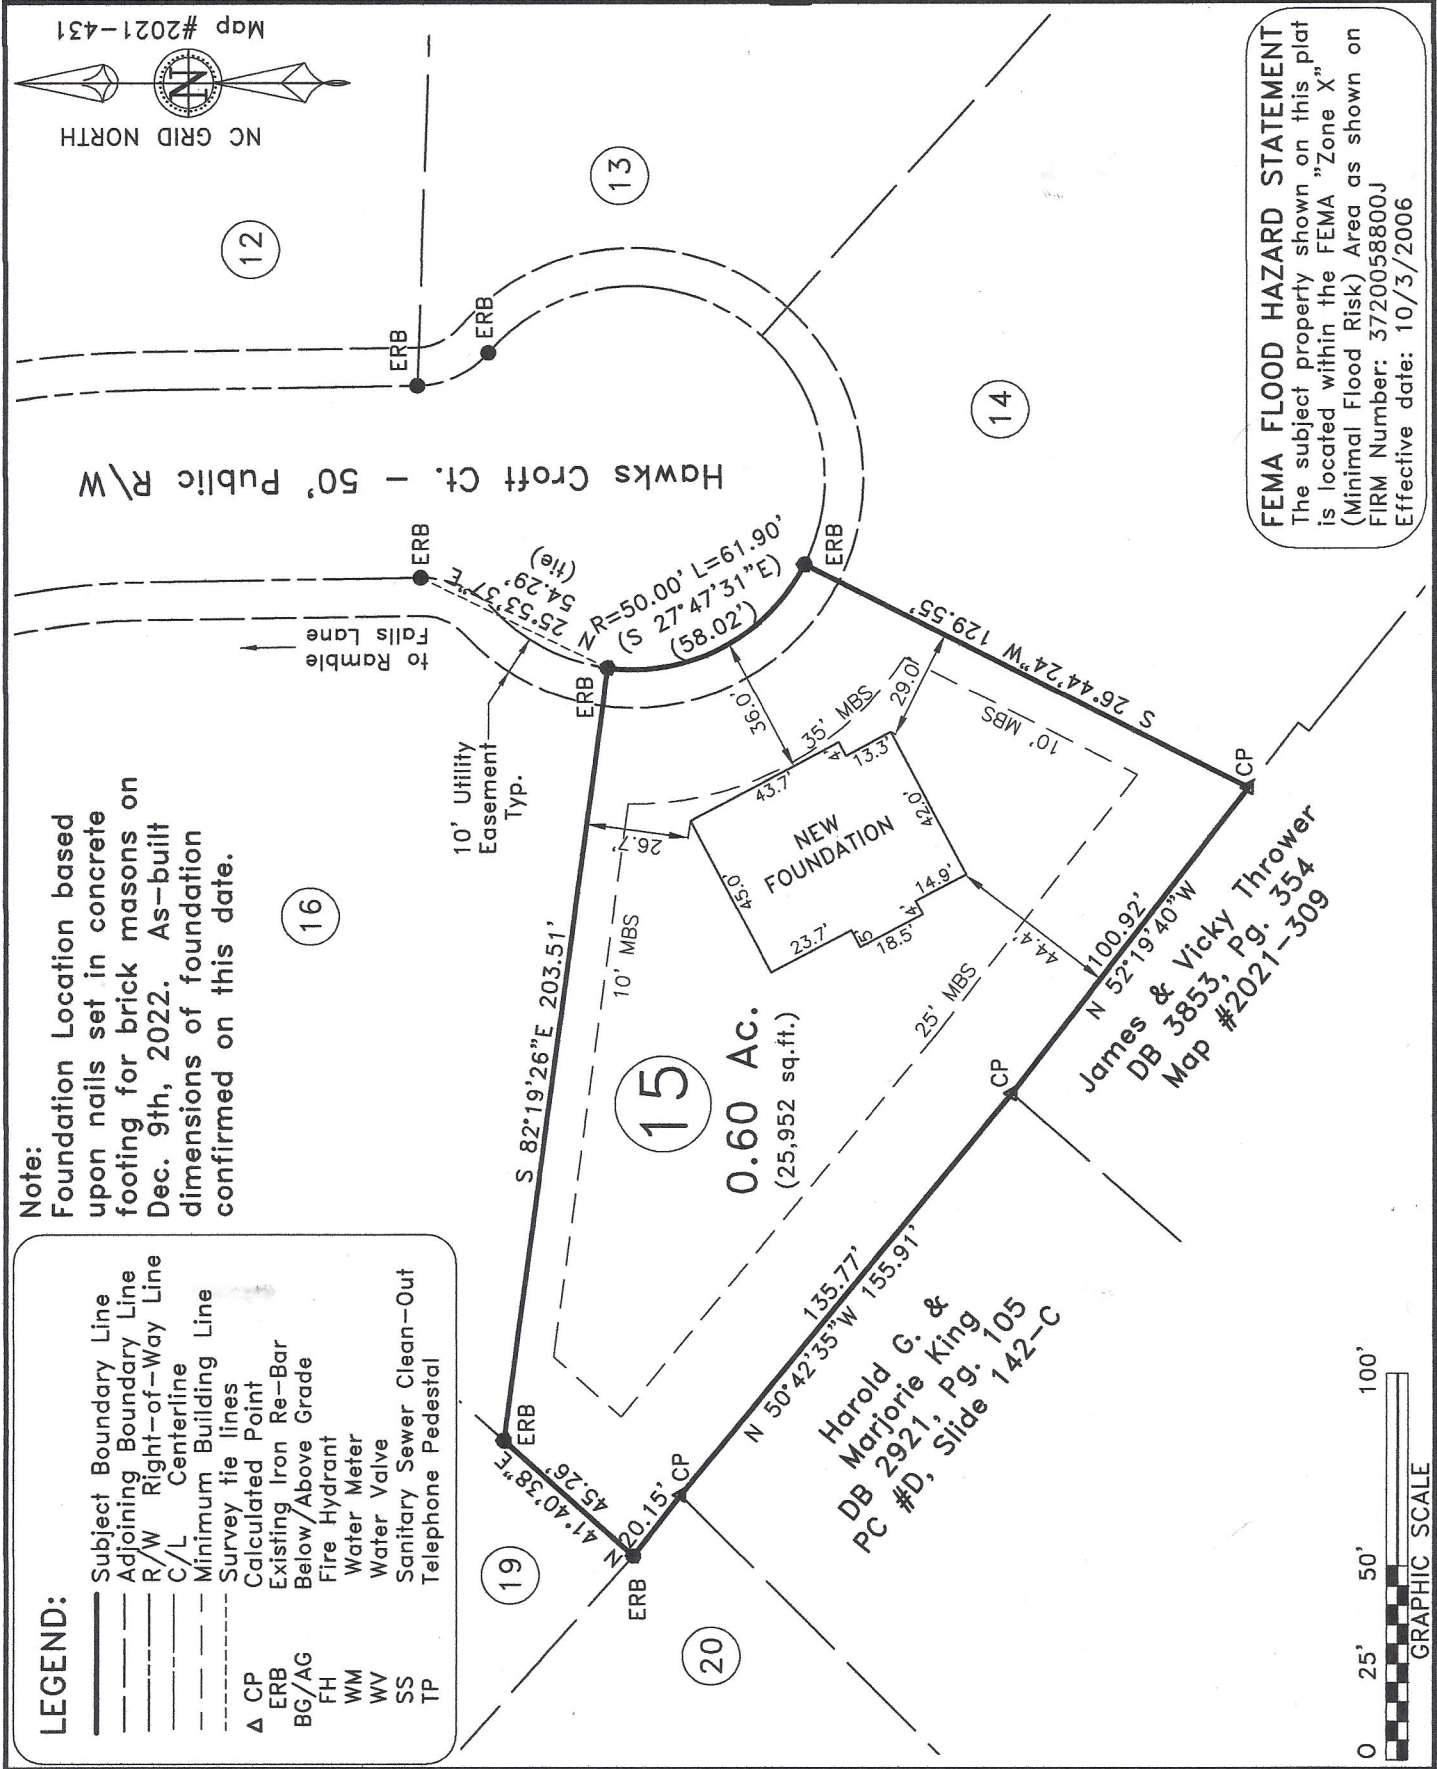 LEGEND:
Subject Boundary Line
Adjoining Boundary Line
R/W Right-of-Way Line
C/L Centerline
Minimum Building Line
Survey tie lines
CP Calculated Point
ERB Existing Iron Re-Bar
BG/AG Below/Above Grade
FH Fire Hydrant
WM Water Meter
WV Water Valve
SS Sanitary Sewer Clean-Out
TP Telephone Pedestal
Note:
Foundation Location based
upon nails set in concrete
footing for brick masons on
Dec. 9th, 2022. As-built
dimensions of foundation
confirmed on this date.
NC GRID NORTH
N
Map #2021-431
12
13
14
16
19
20
ERB
ERB
ERB
ERB
ERB
ERB
ERB
CP
CP
CP
Hawks Croft Ct. - 50' Public R/W
to Ramble
Falls Lane
10' Utility
Easement
Typ.
N 25°53'37"E
54.29'
(tie)
R=50.00' L=61.90'
(S 27°47'31"E)
(58.02')
S 82°19'26"E 203.51'
S 26°44'24"W 129.55'
100.92'
N 52°19'40"W
135.77'
N 50°42'35"W 155.91'
20.15'
N 41°40'38"E
45.26'
10' MBS
35' MBS
10' MBS
25' MBS
36.0'
29.0'
26.7'
44.4'
NEW
FOUNDATION
43.7'
4'
13.3'
42.0'
14.9'
4'
18.5'
5'
23.7'
45.0'
15
0.60 Ac.
(25,952 sq.ft.)
James & Vicky Thrower
DB 3853, Pg. 354
Map #2021-309
Harold G. &
Marjorie King
DB 2921, Pg. 105
PC #D, Slide 142-C
FEMA FLOOD HAZARD STATEMENT
The subject property shown on this plat
is located within the FEMA "Zone X"
(Minimal Flood Risk) Area as shown on
FIRM Number: 3720058800J
Effective date: 10/3/2006
0 25' 50' 100'
GRAPHIC SCALE